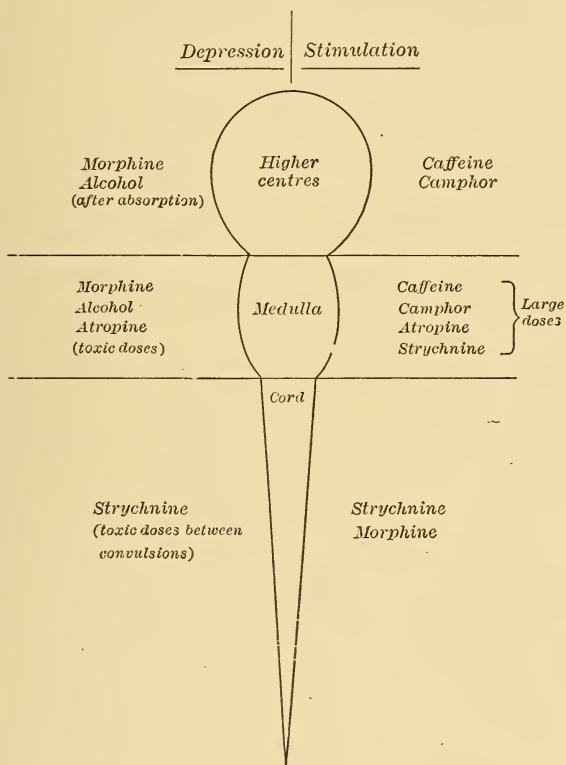 Depression Stimulation
Morphine
Alcohol
(after absorption)
Higher
centres
Caffeine
Camphor
Morphine
Alcohol
Atropine
(toxic doses)
Medulla
Caffeine
Camphor
Atropine
Strychnine
Large
doses
Cord
Strychnine
(toxic doses between
convulsions)
Strychnine
Morphine